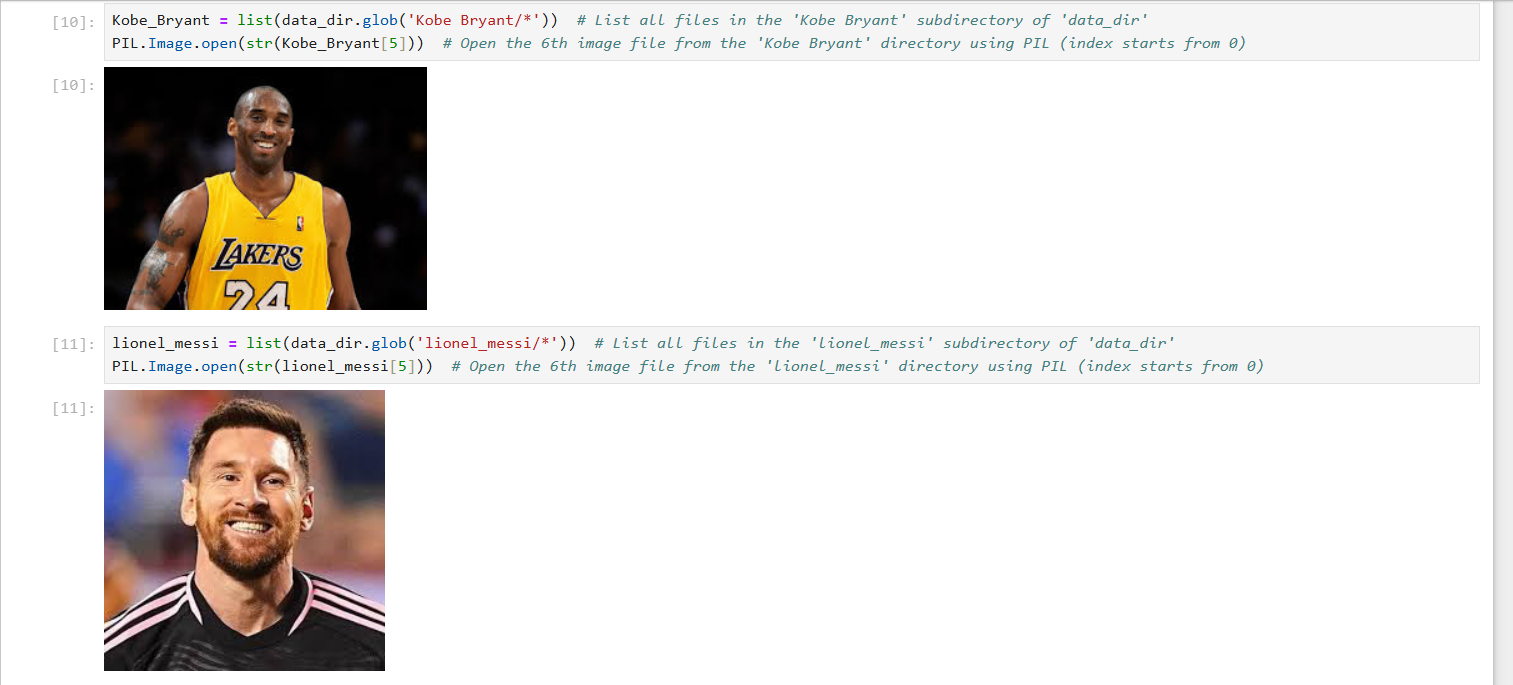 [10]: Kobe_Bryant = list(data_dir.glob('Kobe Bryant/*'))  # List all files in the 'Kobe Bryant' subdirectory of 'data_dir'
PIL.Image.open(str(Kobe_Bryant[5]))  # Open the 6th image file from the 'Kobe Bryant' directory using PIL (index starts from 0)
[10]:
LAKERS
24
[11]: lionel_messi = list(data_dir.glob('lionel_messi/*'))  # List all files in the 'lionel_messi' subdirectory of 'data_dir'
PIL.Image.open(str(lionel_messi[5]))  # Open the 6th image file from the 'lionel_messi' directory using PIL (index starts from 0)
[11]: